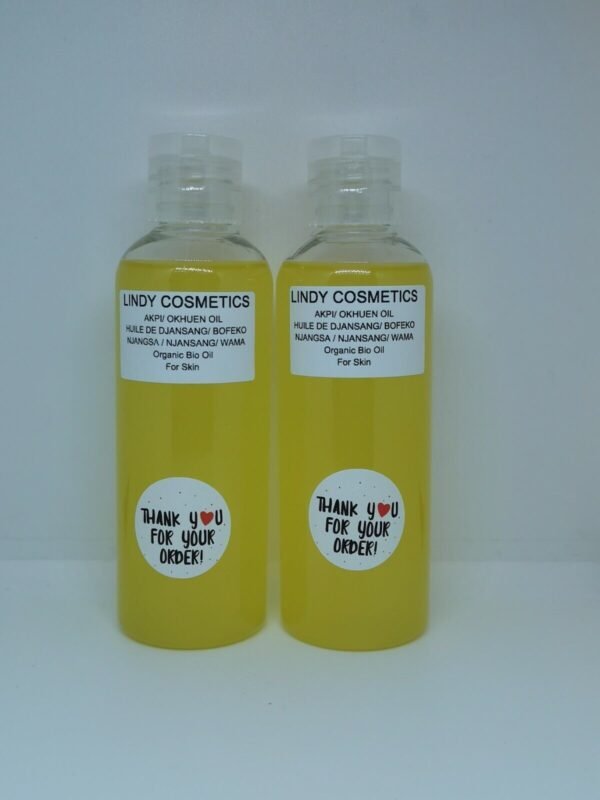 LINDY COSMETICS
AKPI/ OKHUEN OIL
HUILE DE DJANSANG/ BOFEKO
NJANGSA / NJANSANG/ WAMA
Organic Bio Oil
For Skin
THANK YOU
FOR YOUR
ORDER!
LINDY COSMETICS
AKPI/ OKHUEN OIL
HUILE DE DJANSANG/ BOFEKO
NJANGSA / NJANSANG/ WAMA
Organic Bio Oil
For Skin
THANK YOU
FOR YOUR
ORDER!